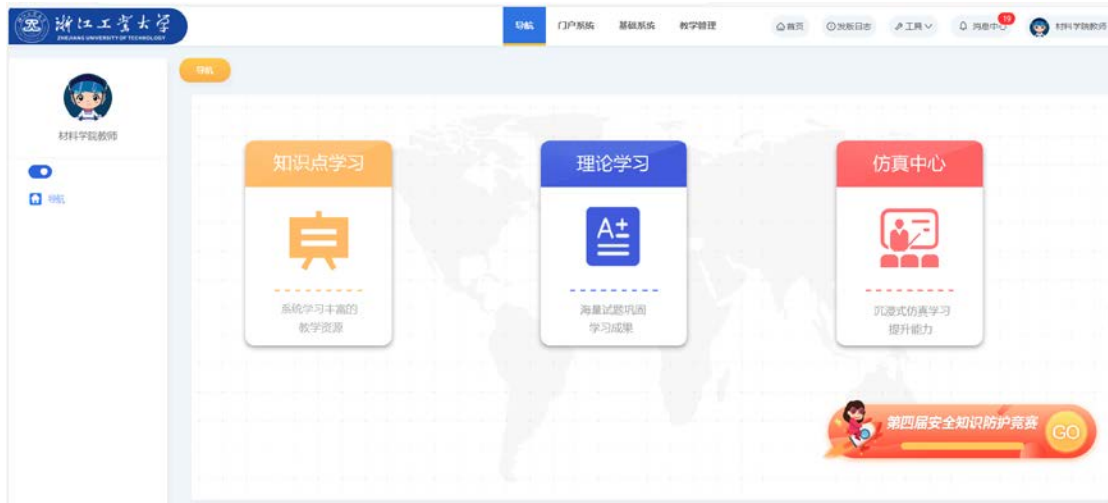 浙江工业大学
ZHEJIANG UNIVERSITY OF TECHNOLOGY
导航 门户系统 基础系统 教学管理 首页 发版日志 工具 消息中心 19 材料学院教师
材料学院教师
导航
导航
知识点学习
系统学习丰富的
教学资源
理论学习
A±
海量试题巩固
学习成果
仿真中心
沉浸式仿真学习
提升能力
第四届安全知识防护竞赛
GO